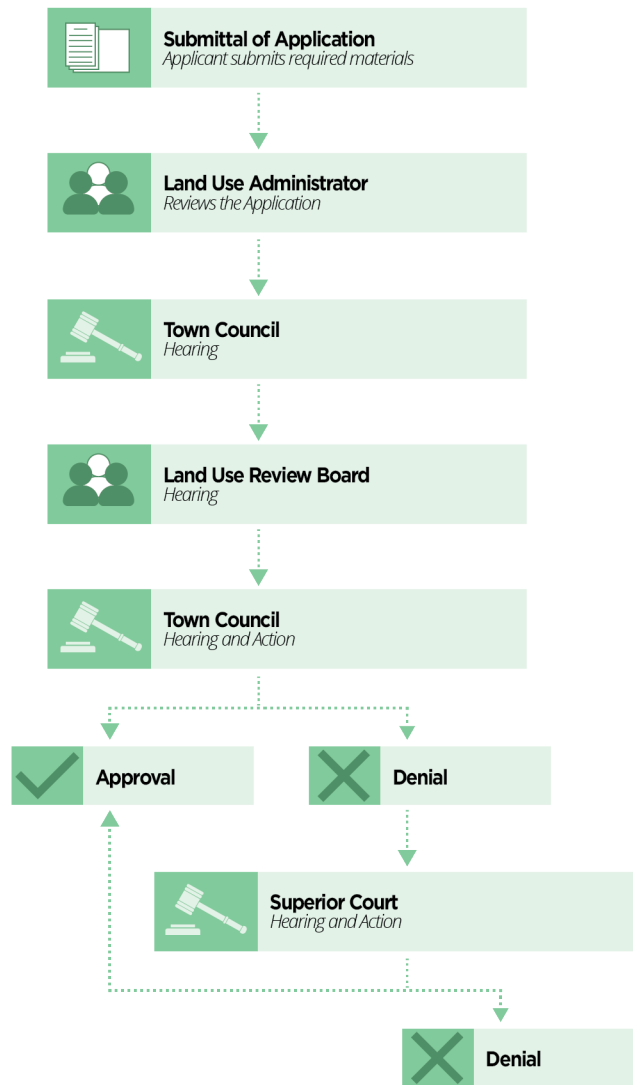 Submittal of Application
Applicant submits required materials
Land Use Administrator
Reviews the Application
Town Council
Hearing
Land Use Review Board
Hearing
Town Council
Hearing and Action
Approval
Denial
Superior Court
Hearing and Action
Denial